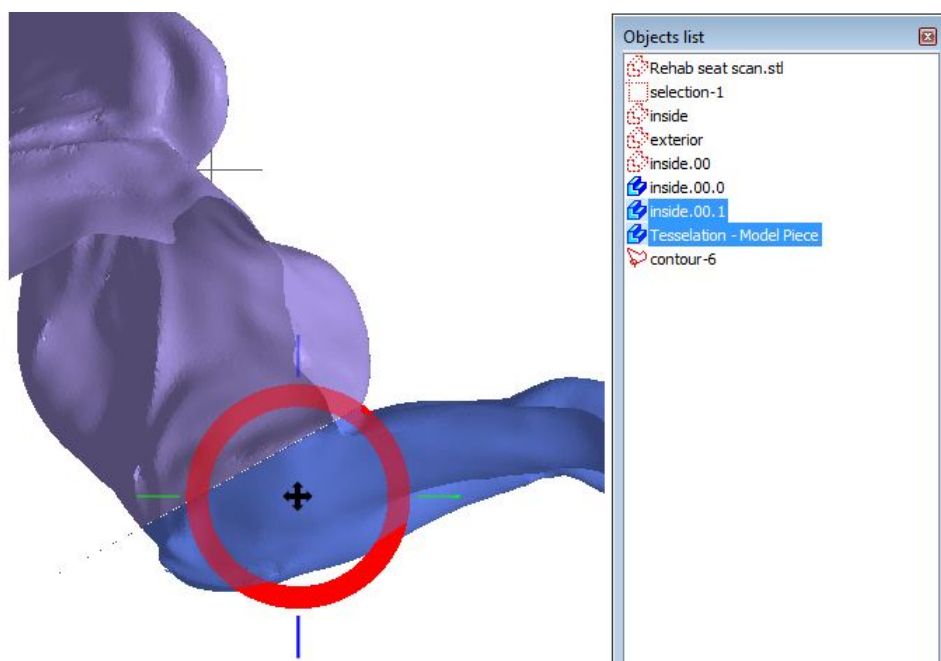 Objects list
Rehab seat scan.stl
selection-1
inside
exterior
inside.00
inside.00.0
inside.00.1
Tesselation - Model Piece
contour-6